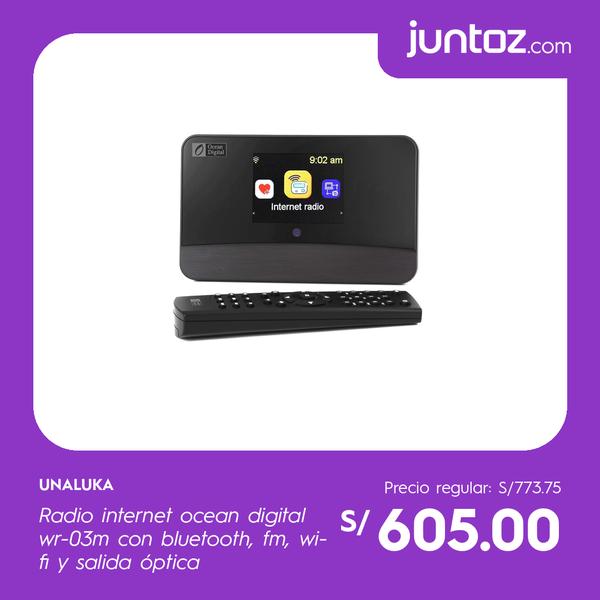 juntoz.com
Ocean
Digital
9:02 am
Internet radio
UNALUKA
Precio regular: S/773.75
Radio internet ocean digital
wr-03m con bluetooth, fm, wi-
fi y salida óptica
S/ 605.00